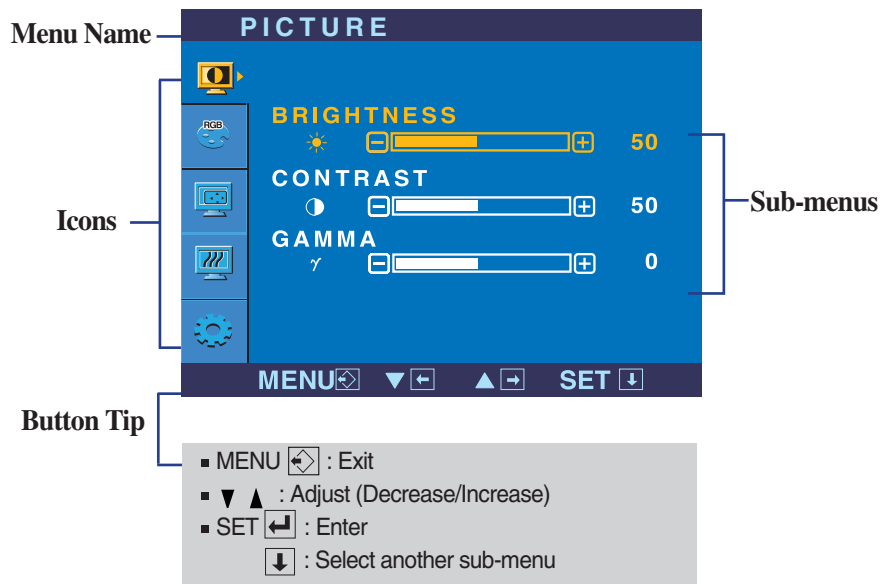 PICTURE
Menu Name
RGB
BRIGHTNESS
50
CONTRAST
50
Sub-menus
Icons
GAMMA
γ
0
MENU ▼ ← ▲ → SET ↓
Button Tip
▪ MENU : Exit
▪ ▼ ▲ : Adjust (Decrease/Increase)
▪ SET ↵ : Enter
↓ : Select another sub-menu